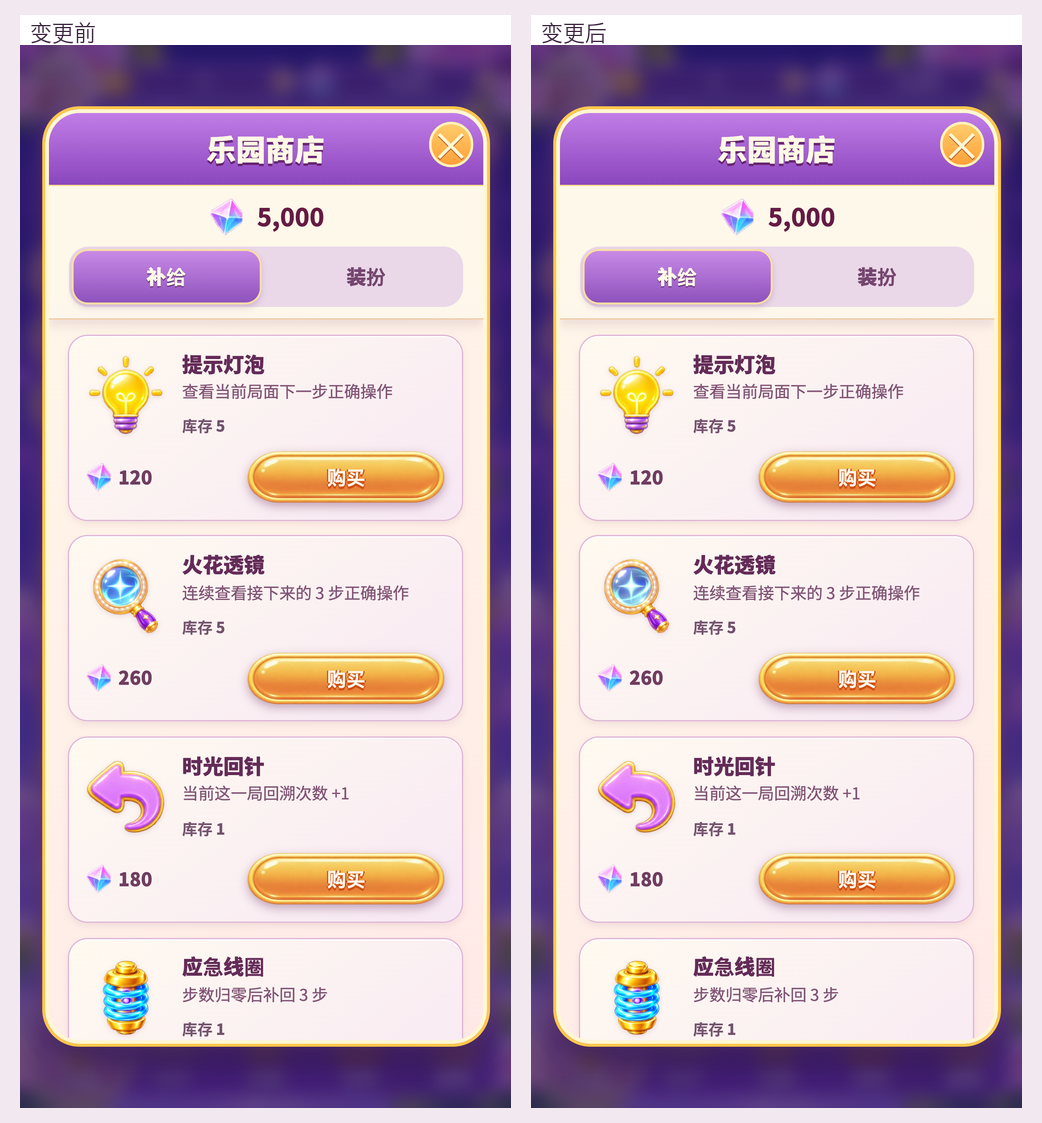 变更前
乐园商店
5,000
补给 装扮
提示灯泡
查看当前局面下一步正确操作
库存 5
120 购买
火花透镜
连续查看接下来的 3 步正确操作
库存 5
260 购买
时光回针
当前这一局回溯次数 +1
库存 1
180 购买
应急线圈
步数归零后补回 3 步
库存 1
变更后
乐园商店
5,000
补给 装扮
提示灯泡
查看当前局面下一步正确操作
库存 5
120 购买
火花透镜
连续查看接下来的 3 步正确操作
库存 5
260 购买
时光回针
当前这一局回溯次数 +1
库存 1
180 购买
应急线圈
步数归零后补回 3 步
库存 1